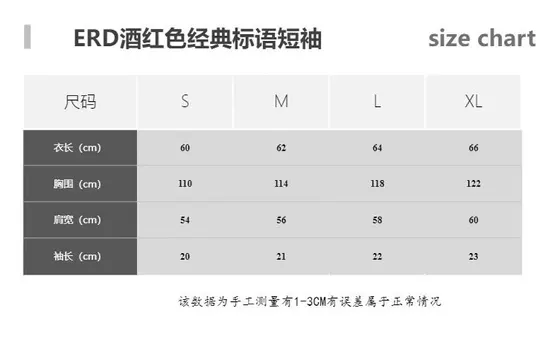 ERD酒红色经典标语短袖 size chart
尺码 S M L XL
衣长（cm） 60 62 64 66
胸围（cm） 110 114 118 122
肩宽（cm） 54 56 58 60
袖长（cm） 20 21 22 23
该数据为手工测量有1-3CM有误差属于正常情况